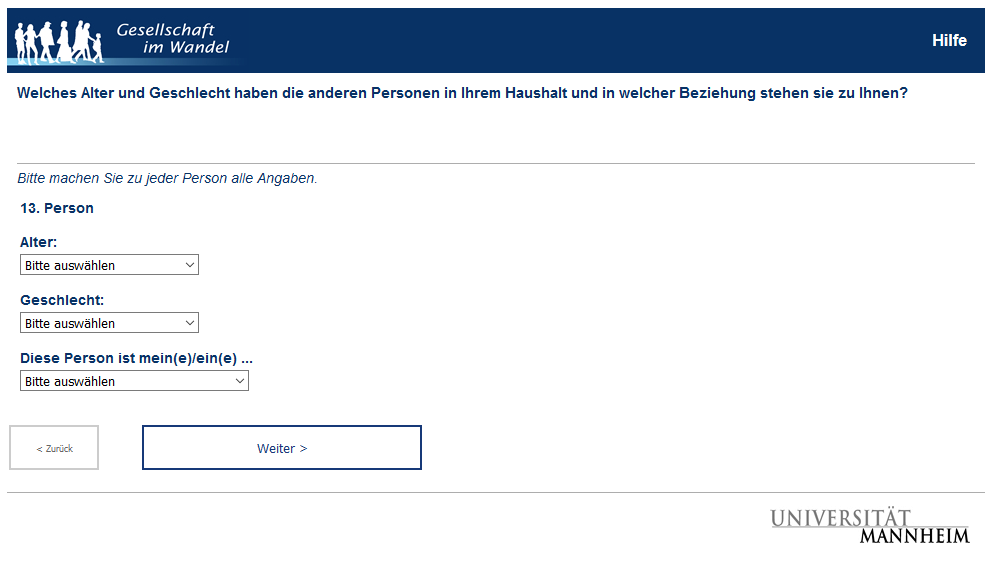 Gesellschaft
im Wandel
Hilfe
Welches Alter und Geschlecht haben die anderen Personen in Ihrem Haushalt und in welcher Beziehung stehen sie zu Ihnen?
Bitte machen Sie zu jeder Person alle Angaben.
13. Person
Alter:
Bitte auswählen
Geschlecht:
Bitte auswählen
Diese Person ist mein(e)/ein(e) ...
Bitte auswählen
< Zurück
Weiter >
UNIVERSITÄT
MANNHEIM